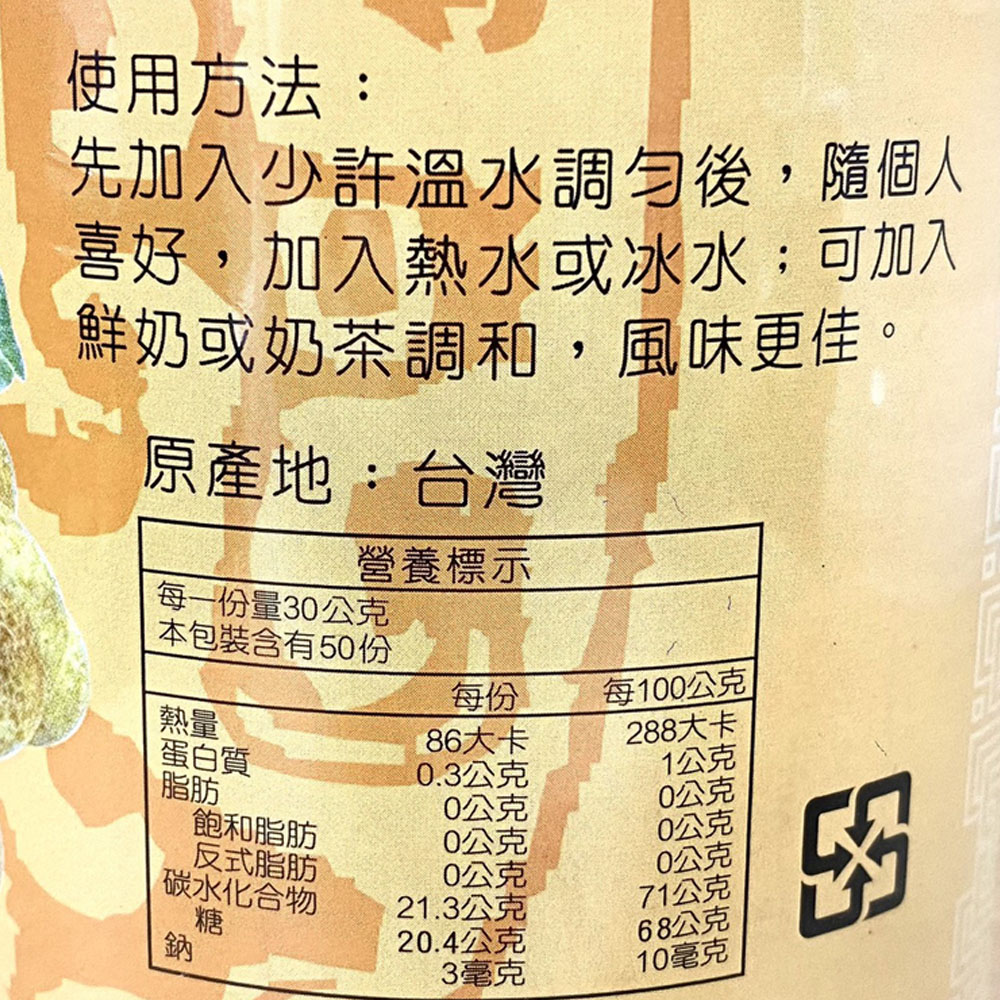 使用方法：
先加入少許溫水調勻後，隨個人
喜好，加入熱水或冰水；可加入
鮮奶或奶茶調和，風味更佳。
原產地：台灣
營養標示
每一份量30公克
本包裝含有50份
每份 每100公克
熱量 86大卡 288大卡
蛋白質 0.3公克 1公克
脂肪 0公克 0公克
飽和脂肪 0公克 0公克
反式脂肪 0公克 0公克
碳水化合物 21.3公克 71公克
糖 20.4公克 68公克
鈉 3毫克 10毫克